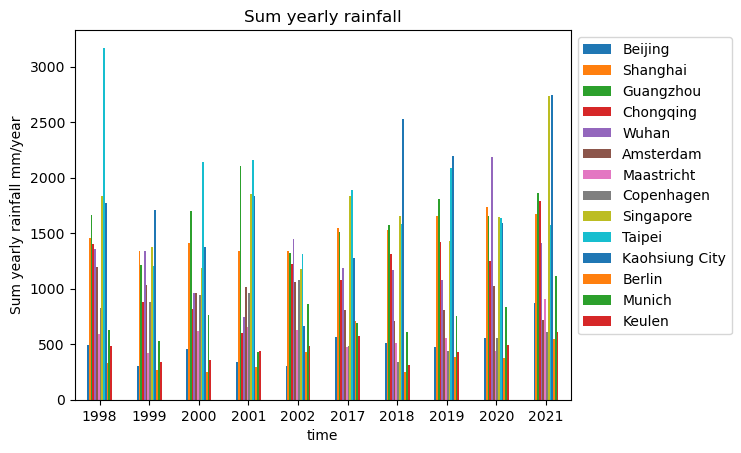 Sum yearly rainfall
Sum yearly rainfall mm/year
3000
2500
2000
1500
1000
500
0
1998 1999 2000 2001 2002 2017 2018 2019 2020 2021
time
Beijing
Shanghai
Guangzhou
Chongqing
Wuhan
Amsterdam
Maastricht
Copenhagen
Singapore
Taipei
Kaohsiung City
Berlin
Munich
Keulen